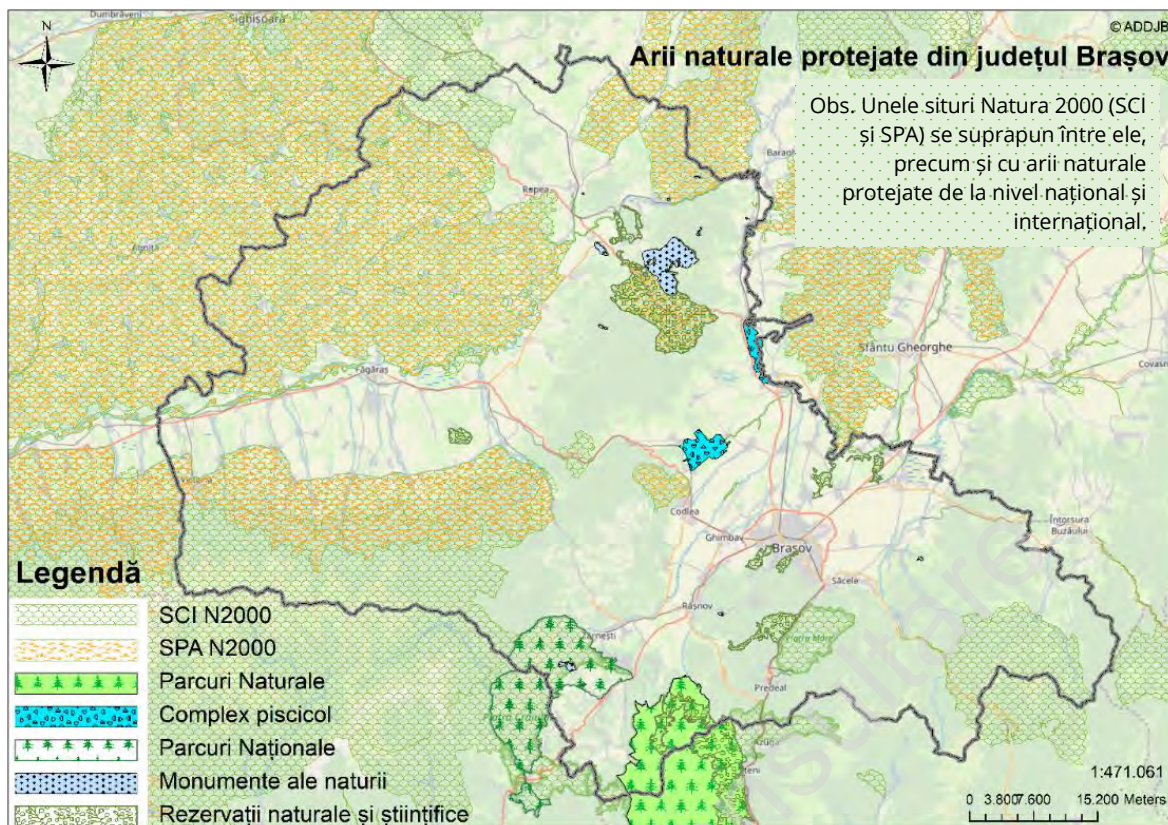 Dumbrăveni
Sighișoara
N
© ADDJB
Arii naturale protejate din județul Brașov
Obs. Unele situri Natura 2000 (SCI
și SPA) se suprapun între ele,
precum și cu arii naturale
protejate de la nivel național și
internațional.
Rupea
Agnita
Sfântu Gheorghe
Covasn
Făgăraș
Codlea
Ghimbav
Brașov
Întorsura
Buzăului
Săcele
Râșnov
Zărnești
Piatra Mare
Predeal
Azuga
Legendă
SCI N2000
SPA N2000
Parcuri Naturale
Complex piscicol
Parcuri Naționale
Monumente ale naturii
Rezervații naturale și științifice
1:471.061
0 3.800 7.600 15.200 Meters